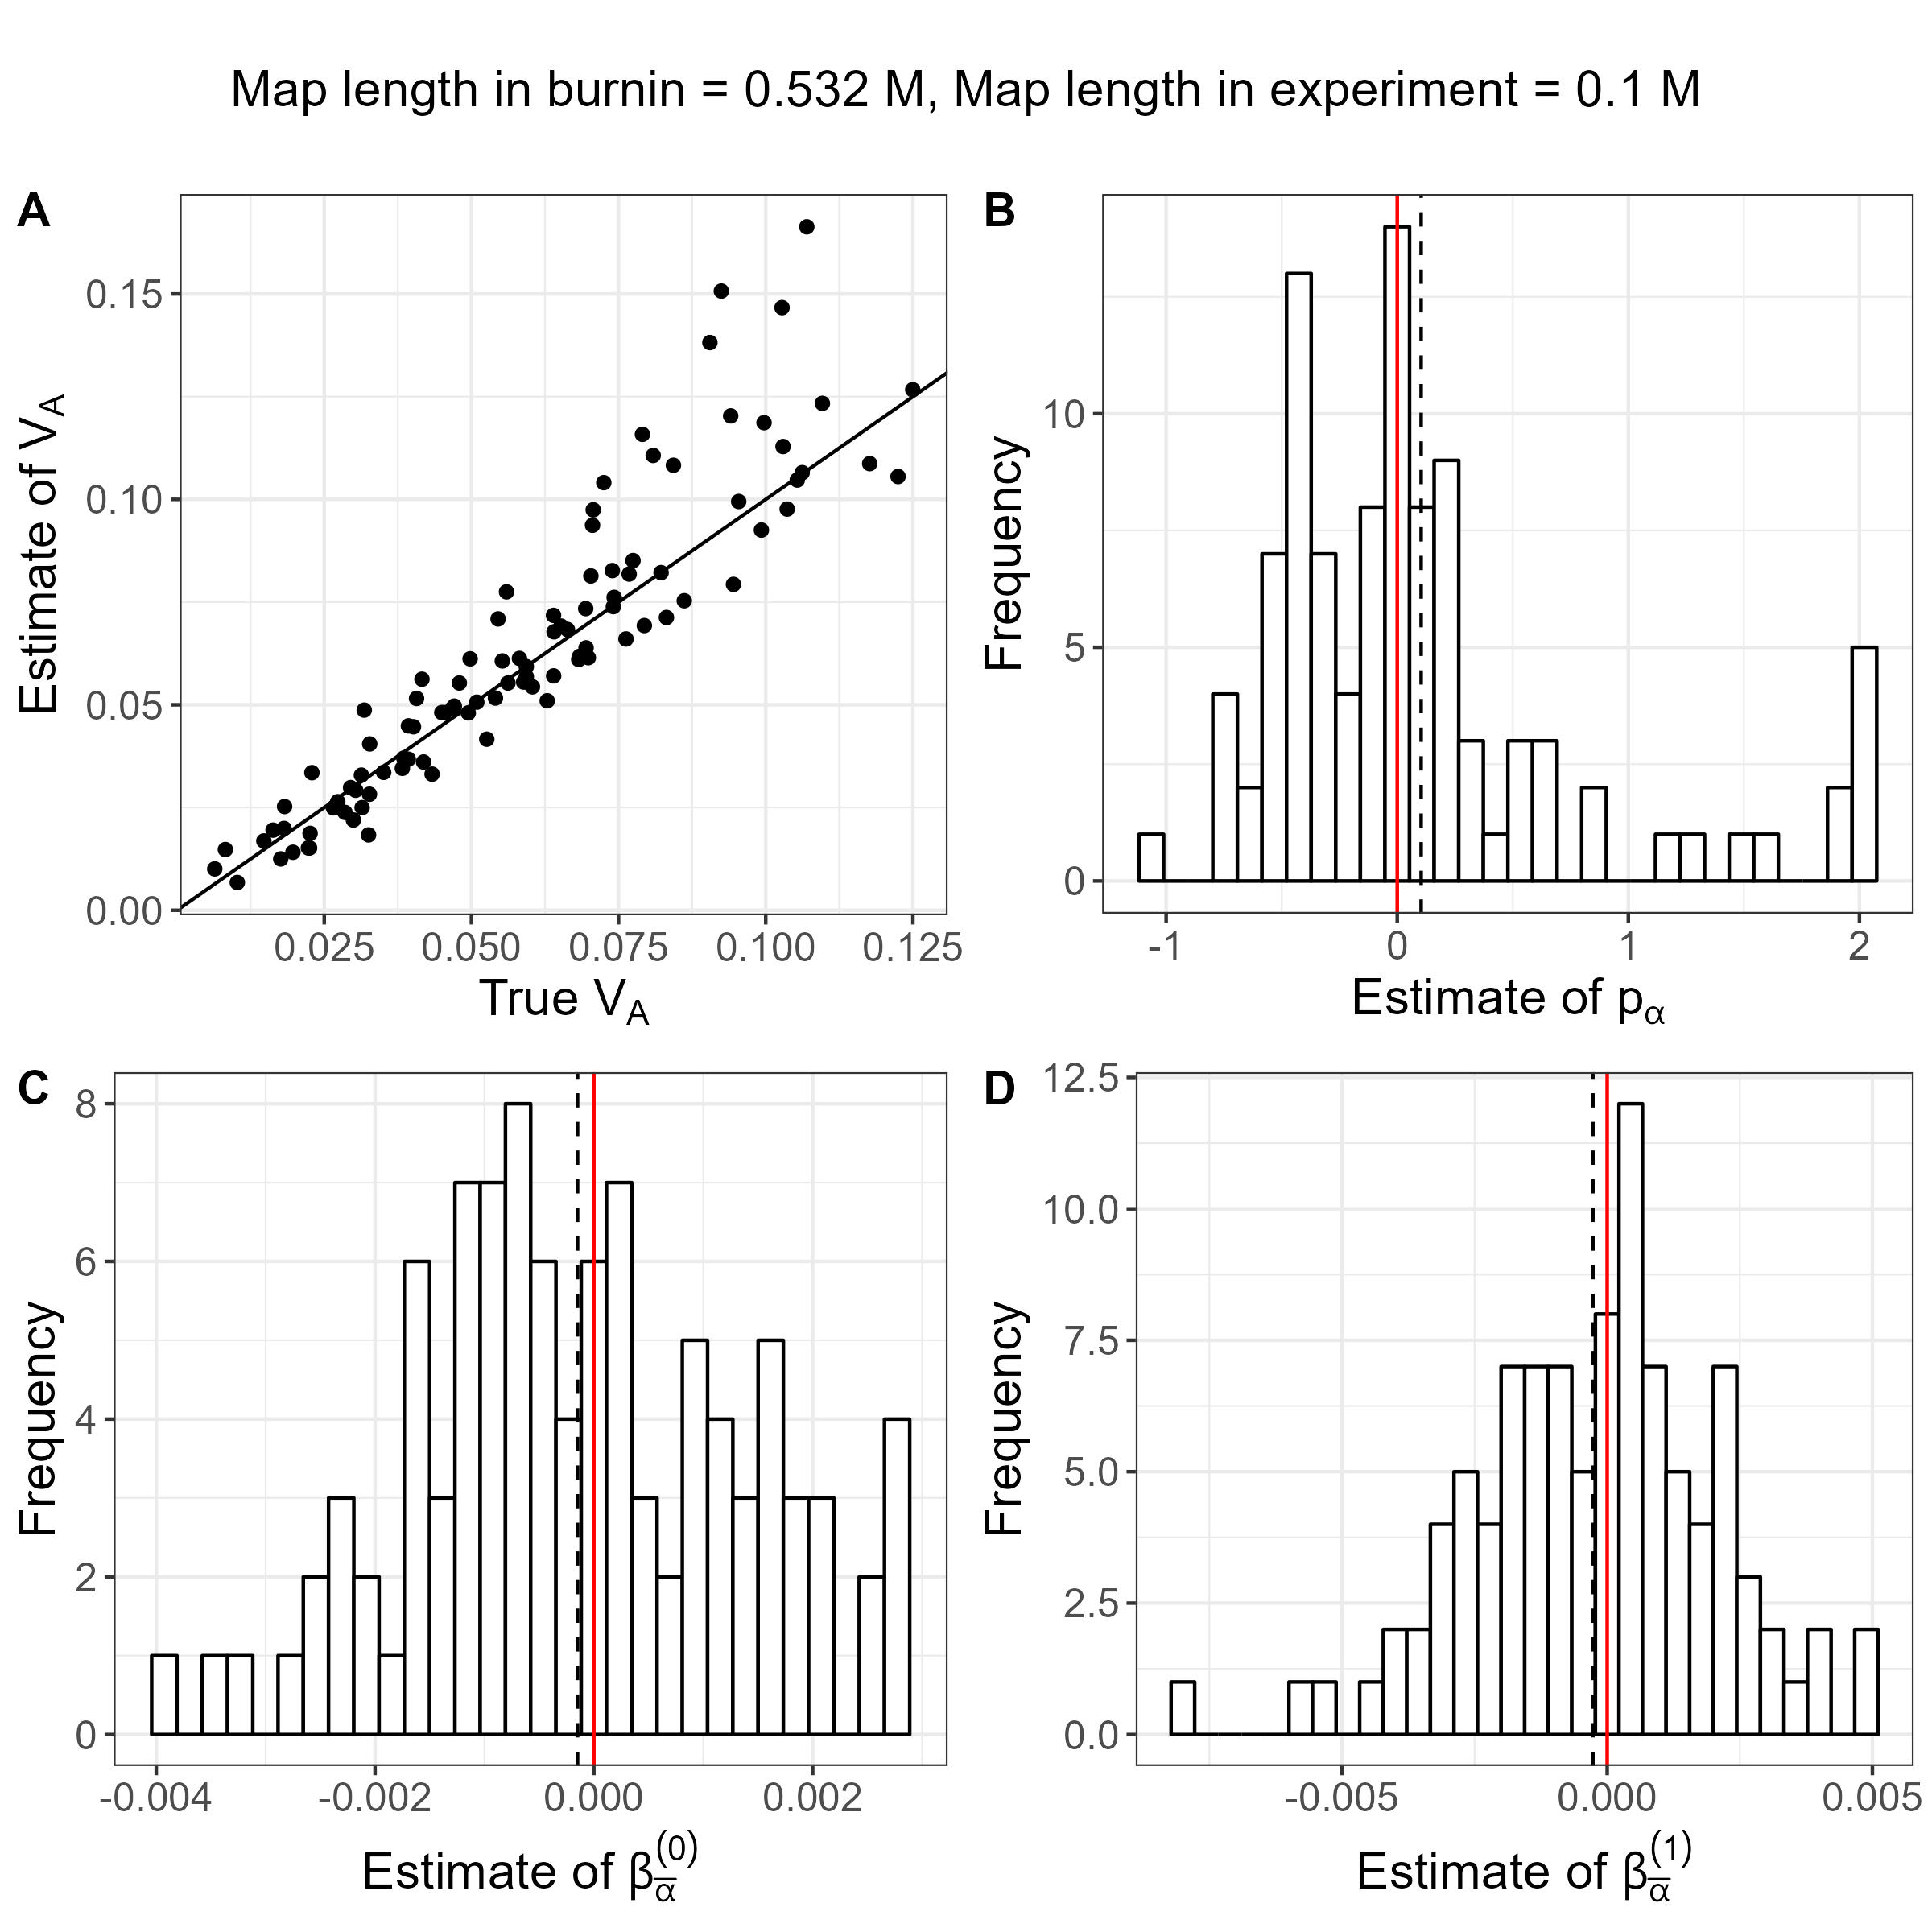 Map length in burnin = 0.532 M, Map length in experiment = 0.1 M
A
0.15
0.10
0.05
0.00
Estimate of V_A
0.025 0.050 0.075 0.100 0.125
True V_A
B
10
5
0
Frequency
-1 0 1 2
Estimate of p_α
C
8
6
4
2
0
Frequency
-0.004 -0.002 0.000 0.002
Estimate of β_α̅^(0)
D
12.5
10.0
7.5
5.0
2.5
0.0
Frequency
-0.005 0.000 0.005
Estimate of β_α̅^(1)